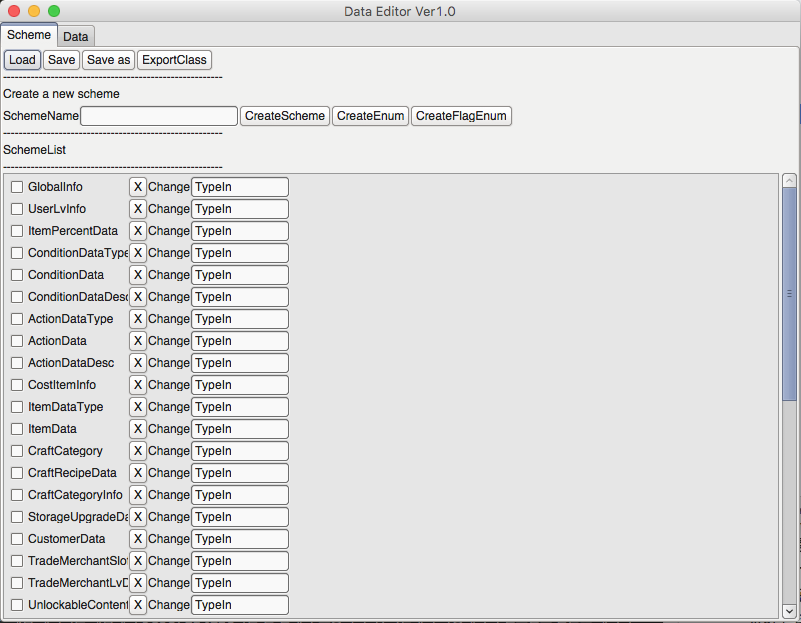 Data Editor Ver1.0
Scheme Data
Load Save Save as ExportClass
-------------------------------------------------------
Create a new scheme
SchemeName CreateScheme CreateEnum CreateFlagEnum
-------------------------------------------------------
SchemeList
-------------------------------------------------------
GlobalInfo X Change TypeIn
UserLvInfo X Change TypeIn
ItemPercentData X Change TypeIn
ConditionDataType X Change TypeIn
ConditionData X Change TypeIn
ConditionDataDesc X Change TypeIn
ActionDataType X Change TypeIn
ActionData X Change TypeIn
ActionDataDesc X Change TypeIn
CostItemInfo X Change TypeIn
ItemDataType X Change TypeIn
ItemData X Change TypeIn
CraftCategory X Change TypeIn
CraftRecipeData X Change TypeIn
CraftCategoryInfo X Change TypeIn
StorageUpgradeDa X Change TypeIn
CustomerData X Change TypeIn
TradeMerchantSlo X Change TypeIn
TradeMerchantLvD X Change TypeIn
UnlockableContent X Change TypeIn